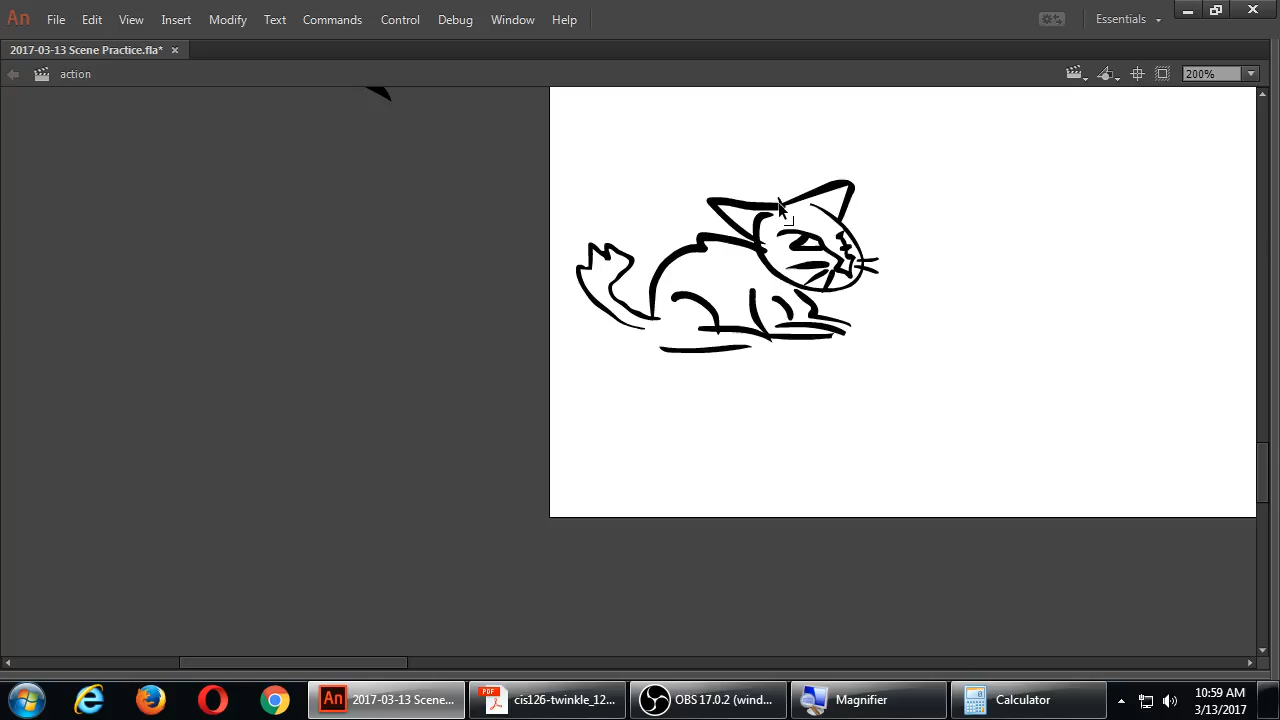 An File Edit View Insert Modify Text Commands Control Debug Window Help Essentials
2017-03-13 Scene Practice.fla* ×
action 200%
An 2017-03-13 Scene... PDF cis126-twinkle_12... OBS 17.0.2 (wind... Magnifier Calculator 10:59 AM
3/13/2017